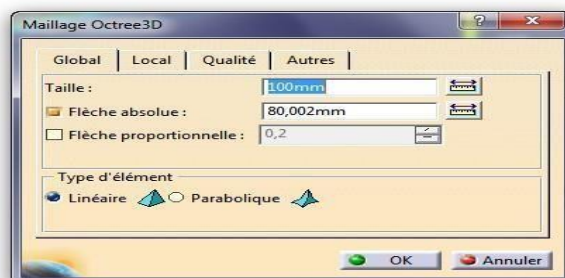 Maillage Octree3D
Global Local Qualité Autres
Taille : 100mm
Flèche absolue : 80,002mm
Flèche proportionnelle : 0,2
Type d'élément
Linéaire Parabolique
OK Annuler